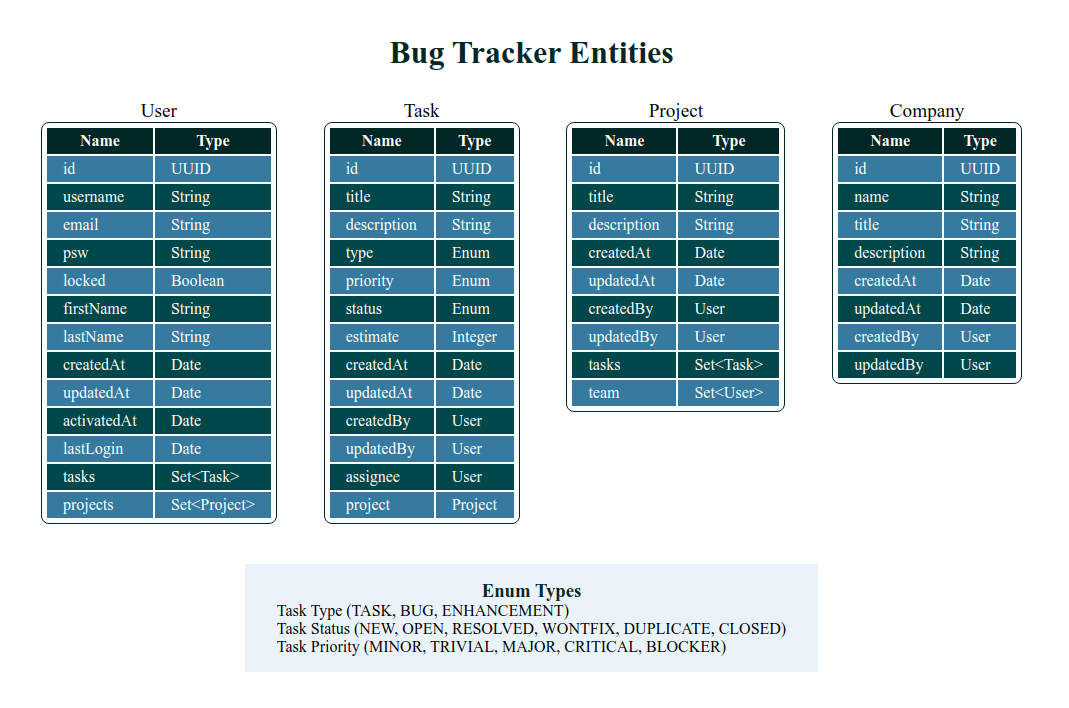 Bug Tracker Entities
User
Name Type
id UUID
username String
email String
psw String
locked Boolean
firstName String
lastName String
createdAt Date
updatedAt Date
activatedAt Date
lastLogin Date
tasks Set<Task>
projects Set<Project>
Task
Name Type
id UUID
title String
description String
type Enum
priority Enum
status Enum
estimate Integer
createdAt Date
updatedAt Date
createdBy User
updatedBy User
assignee User
project Project
Project
Name Type
id UUID
title String
description String
createdAt Date
updatedAt Date
createdBy User
updatedBy User
tasks Set<Task>
team Set<User>
Company
Name Type
id UUID
name String
title String
description String
createdAt Date
updatedAt Date
createdBy User
updatedBy User
Enum Types
Task Type (TASK, BUG, ENHANCEMENT)
Task Status (NEW, OPEN, RESOLVED, WONTFIX, DUPLICATE, CLOSED)
Task Priority (MINOR, TRIVIAL, MAJOR, CRITICAL, BLOCKER)